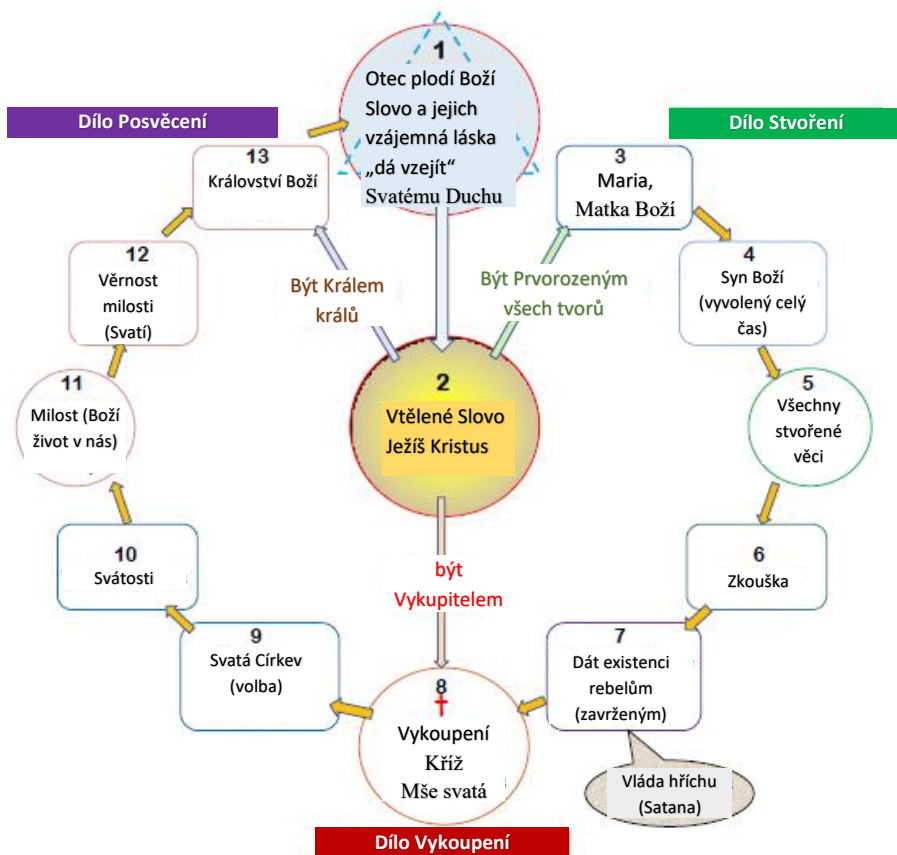 1
Otec plodí Boží
Slovo a jejich
vzájemná láska
„dá vzejít“
Svatému Duchu
Dílo Posvěcení
Dílo Stvoření
13
Království Boží
3
Maria,
Matka Boží
12
Věrnost
milosti
(Svatí)
Být Králem
králů
Být Prvorozeným
všech tvorů
4
Syn Boží
(vyvolený celý
čas)
11
Milost (Boží
život v nás)
2
Vtělené Slovo
Ježíš Kristus
5
Všechny
stvořené
věci
10
Svátosti
být
Vykupitelem
6
Zkouška
9
Svatá Církev
(volba)
8
Vykoupení
Kříž
Mše svatá
7
Dát existenci
rebelům
(zavrženým)
Vláda hříchu
(Satana)
Dílo Vykoupení